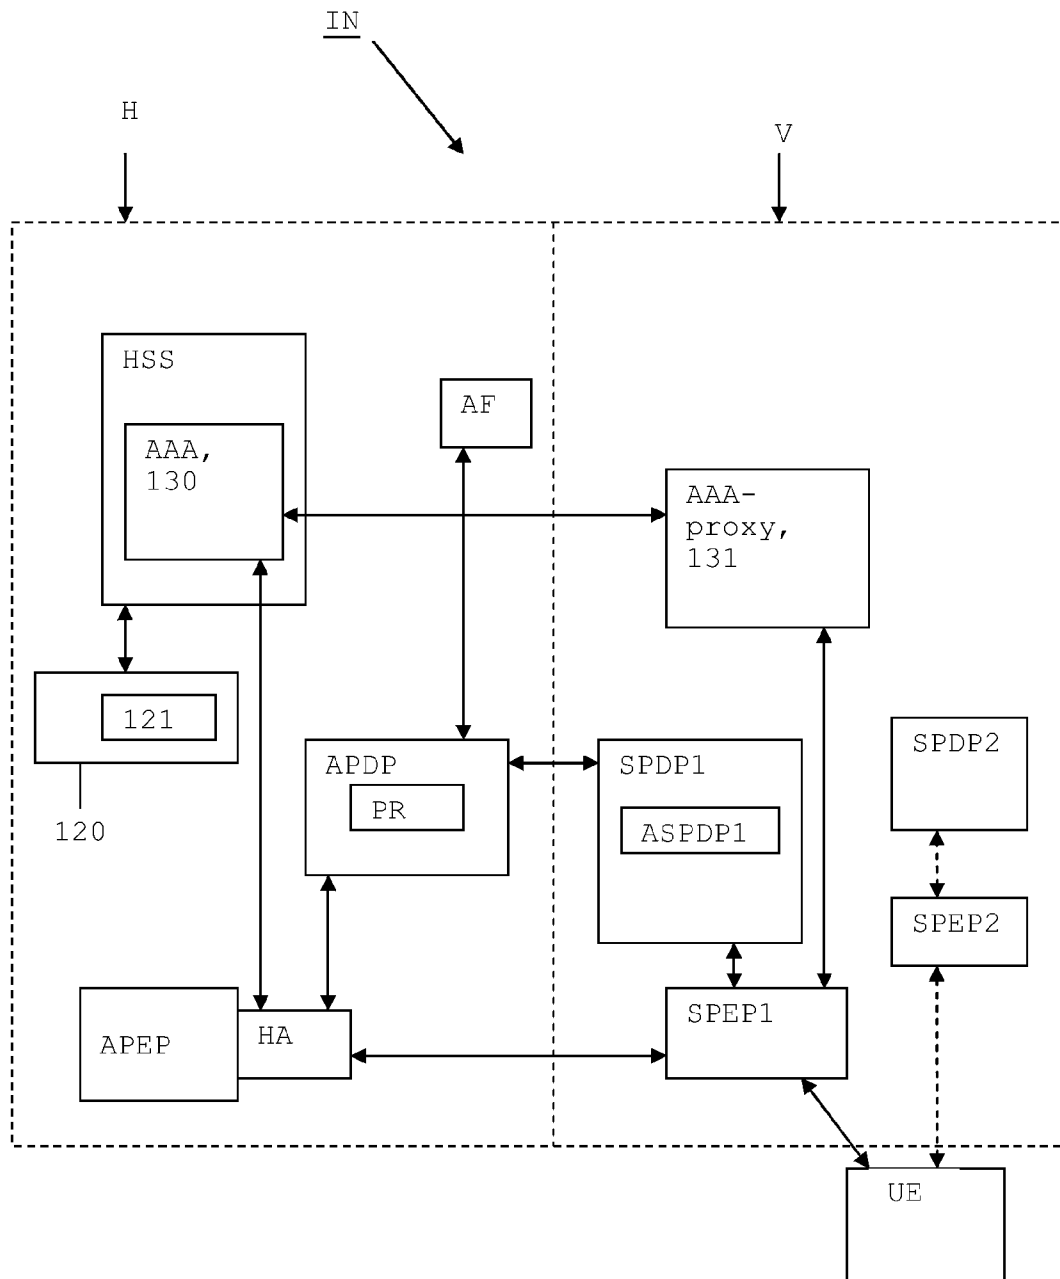 IN
H
V
HSS
AF
AAA,
130
AAA-
proxy,
131
121
120
APDP
PR
SPDP1
ASPDP1
SPDP2
SPEP2
APEP
HA
SPEP1
UE